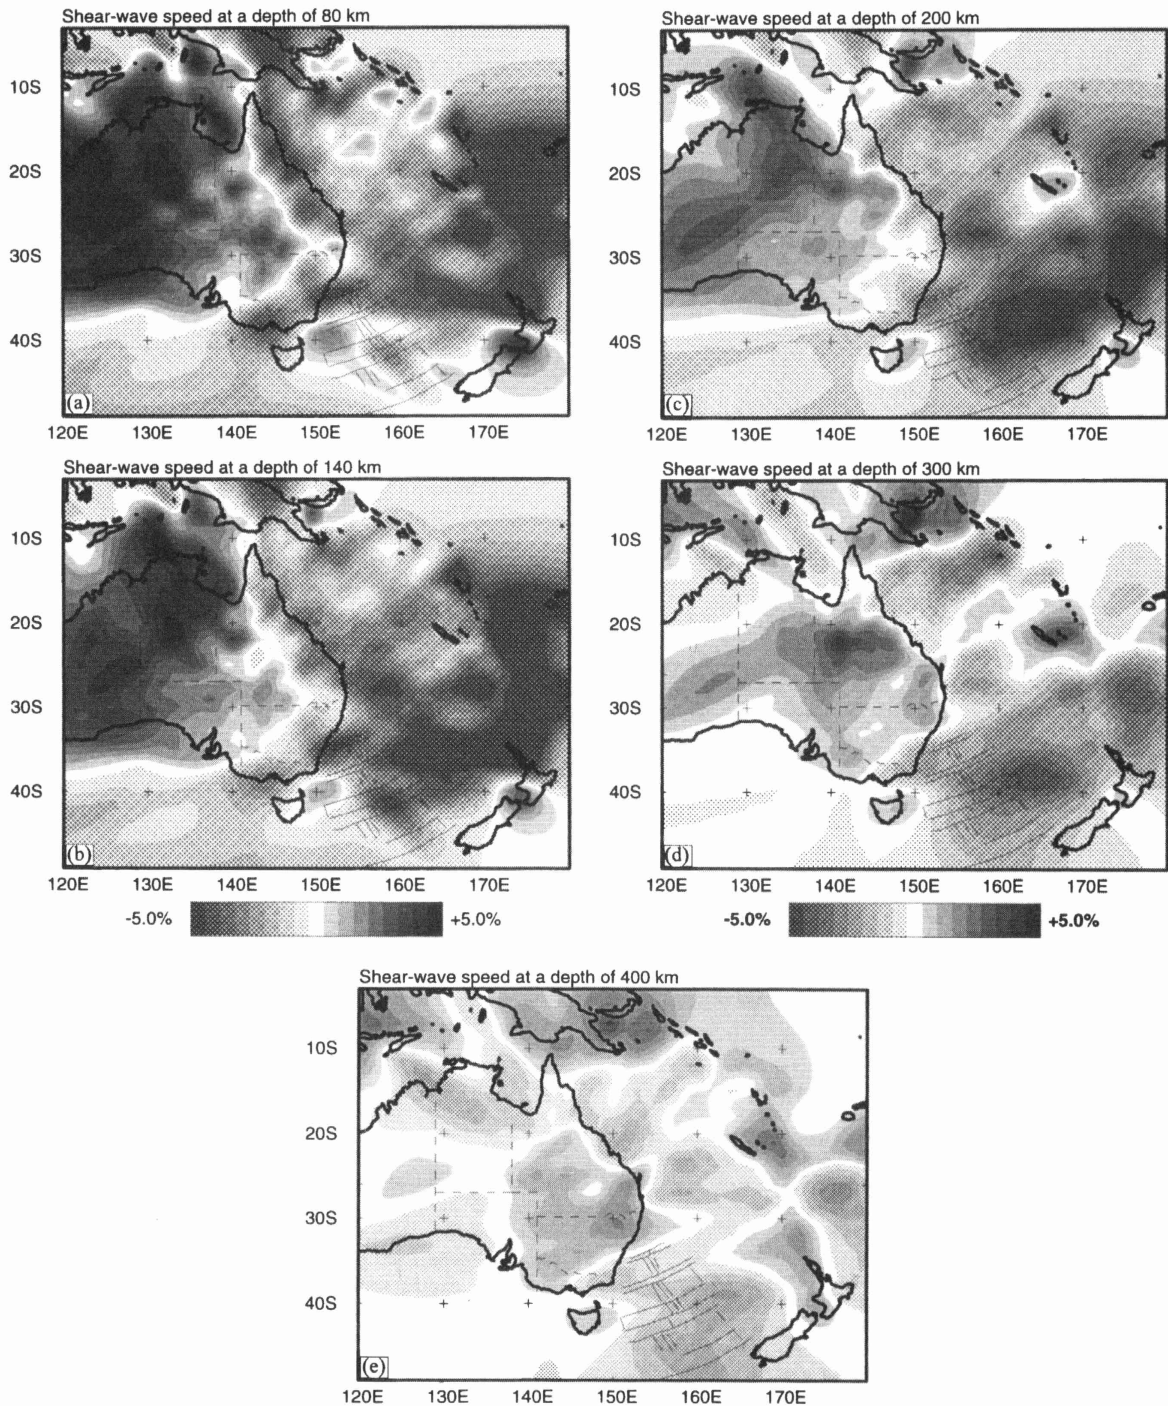 Shear-wave speed at a depth of 80 km
10S
20S
30S
40S
(a)
120E 130E 140E 150E 160E 170E
Shear-wave speed at a depth of 200 km
10S
20S
30S
40S
(c)
120E 130E 140E 150E 160E 170E
Shear-wave speed at a depth of 140 km
10S
20S
30S
40S
(b)
120E 130E 140E 150E 160E 170E
-5.0% +5.0%
Shear-wave speed at a depth of 300 km
10S
20S
30S
40S
(d)
120E 130E 140E 150E 160E 170E
-5.0% +5.0%
Shear-wave speed at a depth of 400 km
10S
20S
30S
40S
(e)
120E 130E 140E 150E 160E 170E